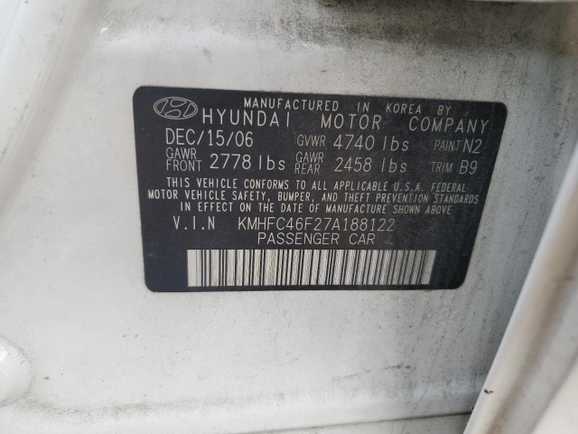 MANUFACTURED IN KOREA BY
HYUNDAI MOTOR COMPANY
DEC/15/06 GVWR 4740 lbs PAINT N2
GAWR FRONT 2778 lbs GAWR REAR 2458 lbs TRIM B9
THIS VEHICLE CONFORMS TO ALL APPLICABLE U.S.A. FEDERAL
MOTOR VEHICLE SAFETY, BUMPER, AND THEFT PREVENTION STANDARDS
IN EFFECT ON THE DATE OF MANUFACTURE SHOWN ABOVE.
V.I.N KMHFC46F27A188122
PASSENGER CAR